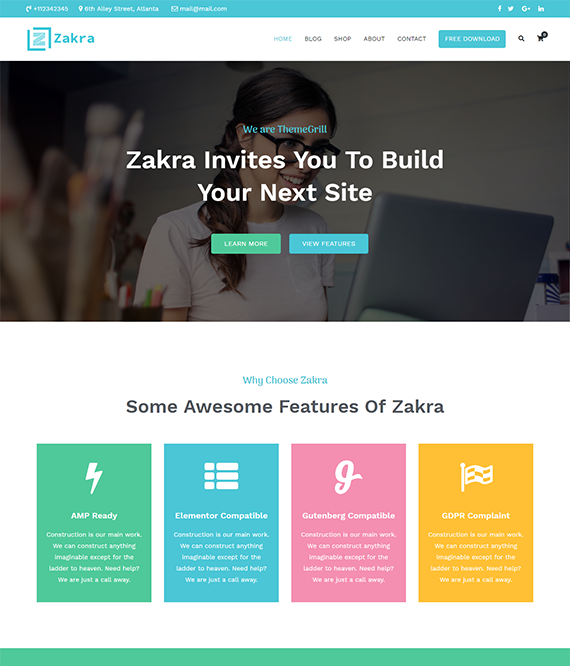 +112342345 6th Alley Street, Atlanta mail@mail.com
Zakra
HOME BLOG SHOP ABOUT CONTACT FREE DOWNLOAD 0
We are ThemeGrill
Zakra Invites You To Build
Your Next Site
LEARN MORE VIEW FEATURES
Why Choose Zakra
Some Awesome Features Of Zakra
AMP Ready
Construction is our main work.
We can construct anything
imaginable except for the
ladder to heaven. Need help?
We are just a call away.
Elementor Compatible
Construction is our main work.
We can construct anything
imaginable except for the
ladder to heaven. Need help?
We are just a call away.
Gutenberg Compatible
Construction is our main work.
We can construct anything
imaginable except for the
ladder to heaven. Need help?
We are just a call away.
GDPR Complaint
Construction is our main work.
We can construct anything
imaginable except for the
ladder to heaven. Need help?
We are just a call away.